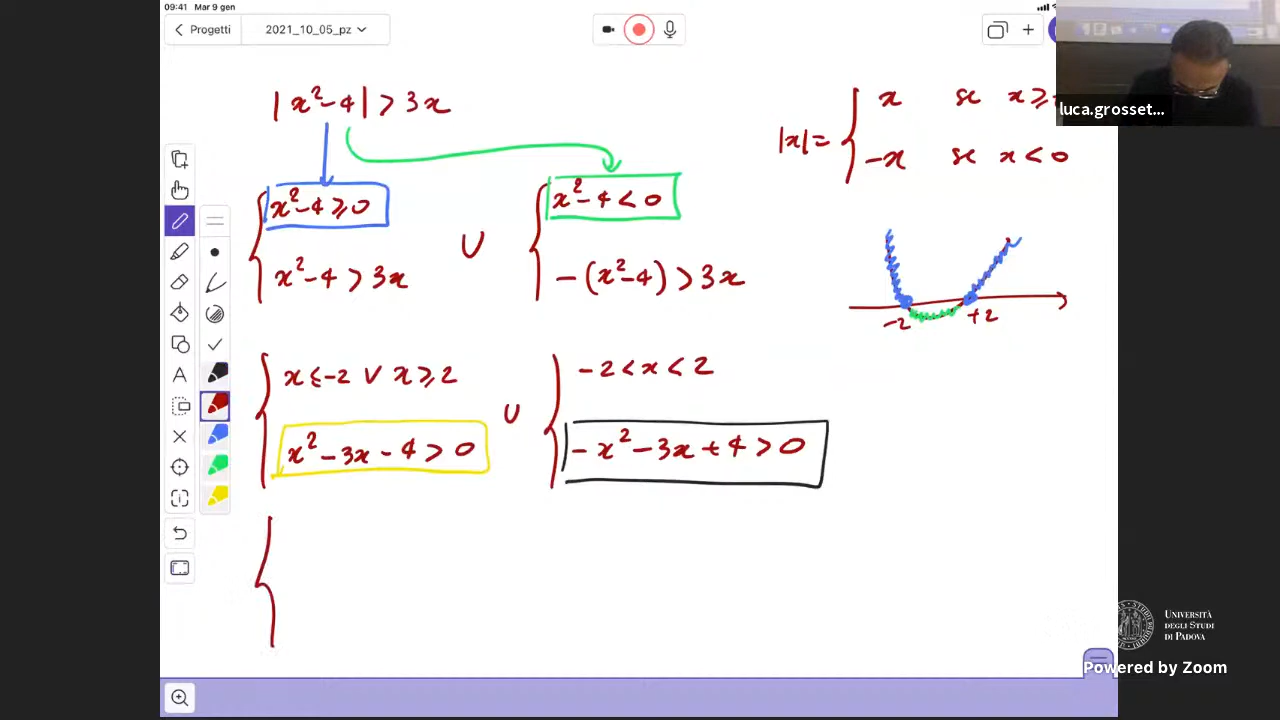 09:41 Mar 9 gen
Progetti
2021_10_05_pz
|x²-4| > 3x
|x| = { x se x ≥
-x se x < 0
luca.grosset...
{ x²-4 ≥ 0
x²-4 > 3x
∪
{ x²-4 < 0
-(x²-4) > 3x
-2 +2
{ x ≤ -2 ∨ x ≥ 2
x²-3x-4 > 0
∪
{ -2 < x < 2
-x²-3x+4 > 0
{
A
UNIVERSITÀ
DEGLI STUDI
DI PADOVA
Powered by Zoom